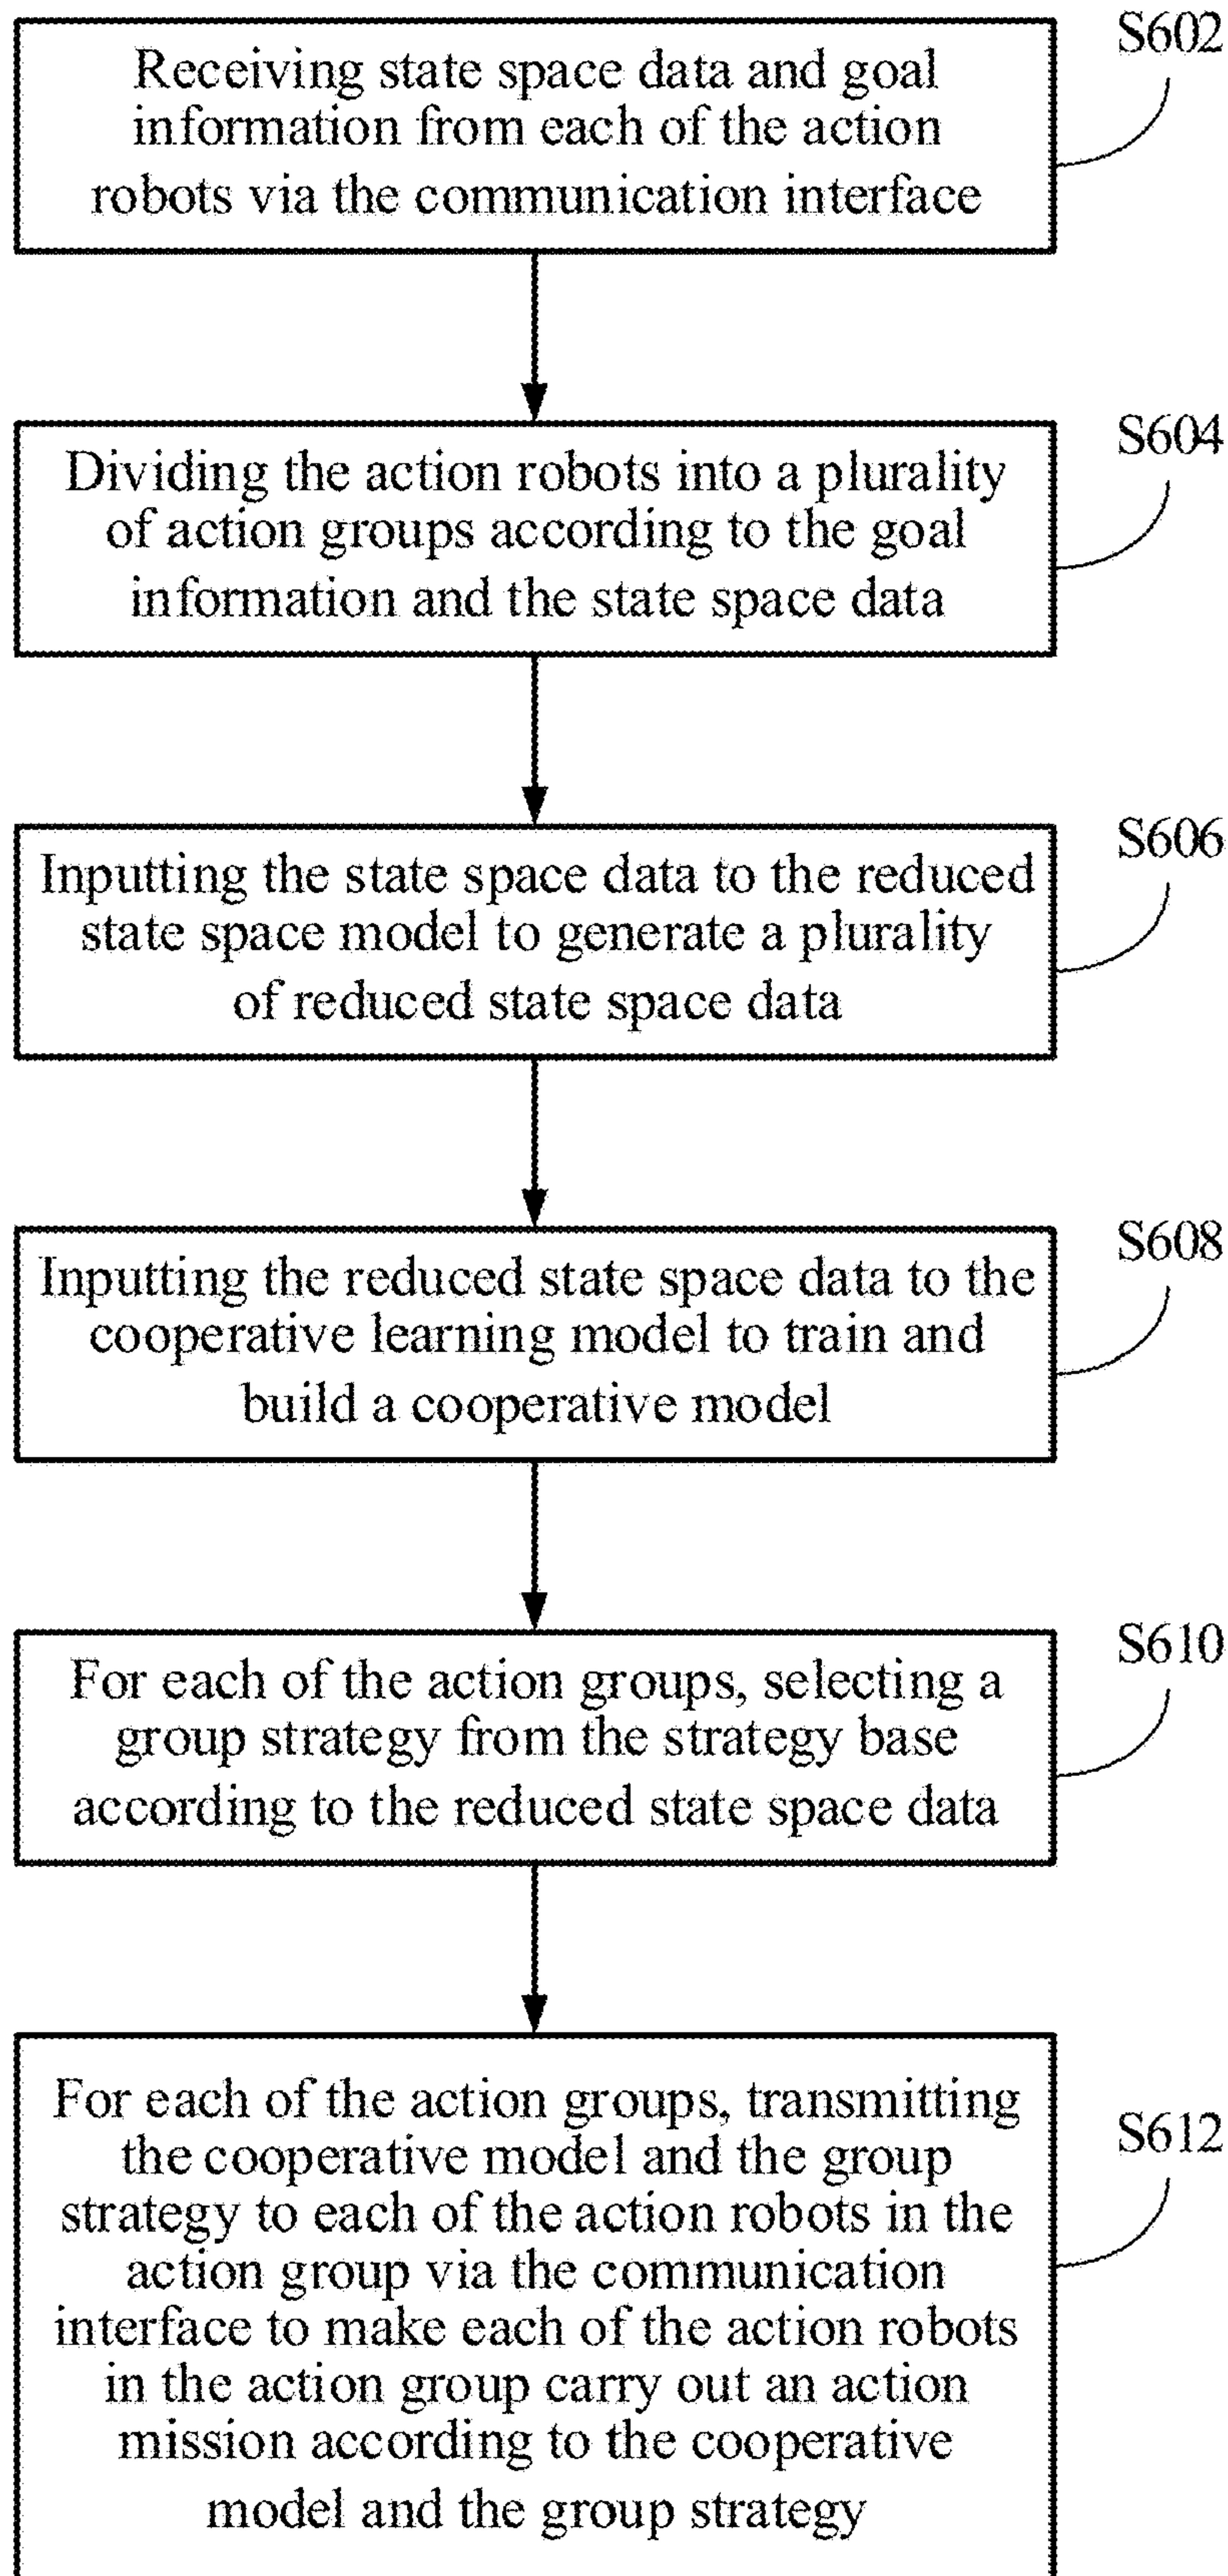 S602
Receiving state space data and goal
information from each of the action
robots via the communication interface
S604
Dividing the action robots into a plurality
of action groups according to the goal
information and the state space data
S606
Inputting the state space data to the reduced
state space model to generate a plurality
of reduced state space data
S608
Inputting the reduced state space data to the
cooperative learning model to train and
build a cooperative model
S610
For each of the action groups, selecting a
group strategy from the strategy base
according to the reduced state space data
S612
For each of the action groups, transmitting
the cooperative model and the group
strategy to each of the action robots in the
action group via the communication
interface to make each of the action robots
in the action group carry out an action
mission according to the cooperative
model and the group strategy